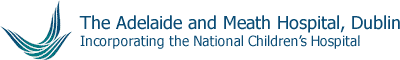 The Adelaide and Meath Hospital, Dublin
Incorporating the National Children's Hospital